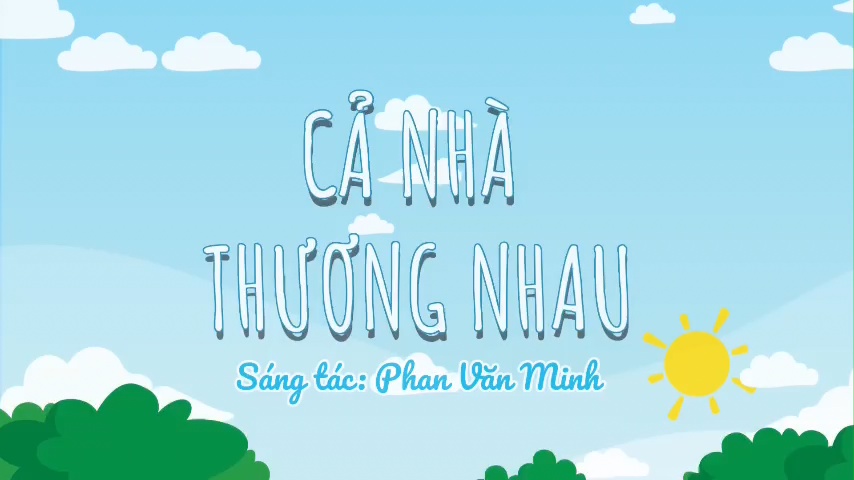 CẢ NHÀ
THƯƠNG NHAU
Sáng tác: Phan Văn Minh